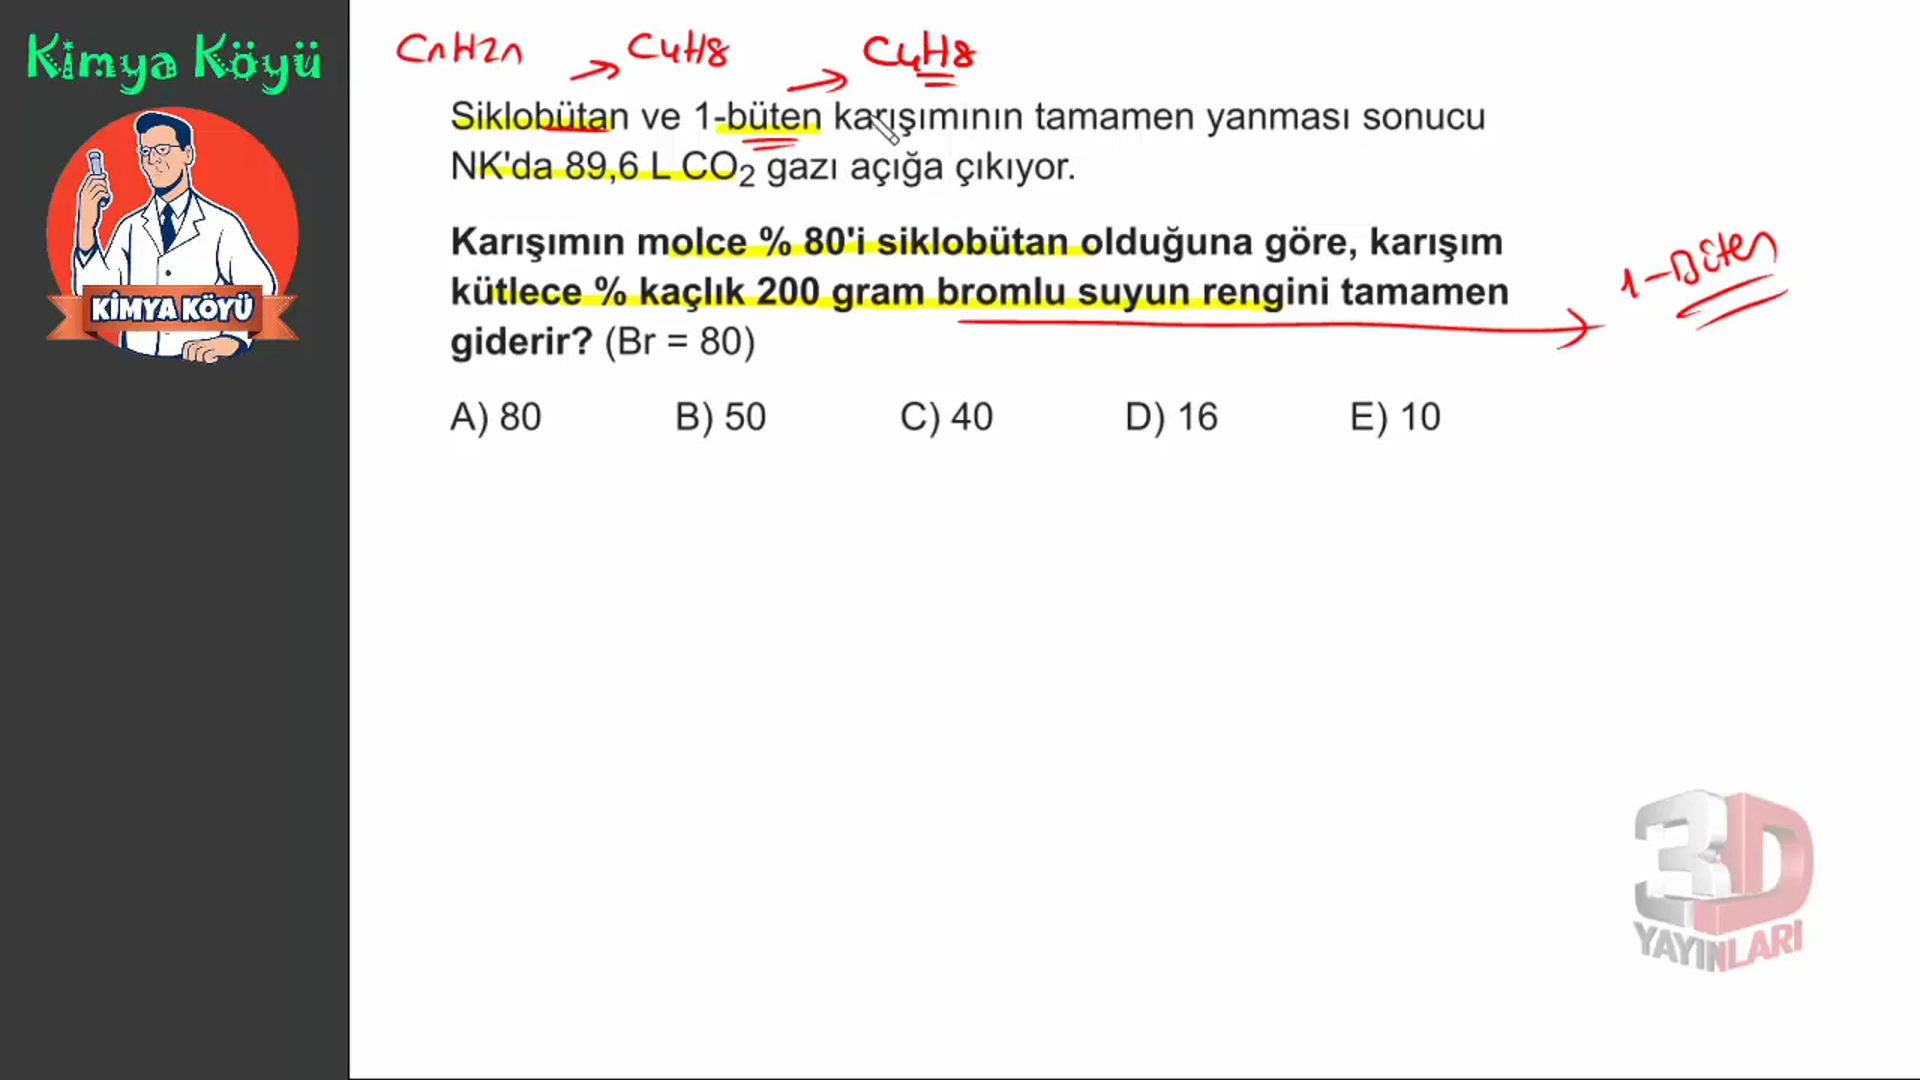 Kimya Köyü
KİMYA KÖYÜ
CnH2n
C4H8
C4H8
Siklobütan ve 1-büten karışımının tamamen yanması sonucu
NK'da 89,6 L CO2 gazı açığa çıkıyor.
Karışımın molce % 80'i siklobütan olduğuna göre, karışım
kütlece % kaçlık 200 gram bromlu suyun rengini tamamen
giderir? (Br = 80)
1-Büten
A) 80 B) 50 C) 40 D) 16 E) 10
3D
YAYINLARI